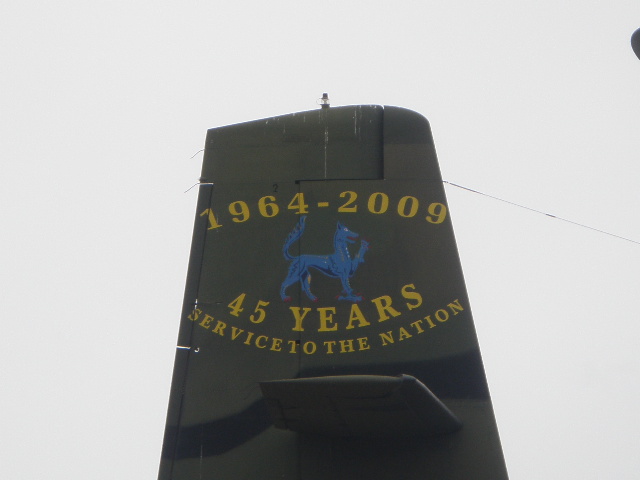 1964-2009
45 YEARS
SERVICE TO THE NATION